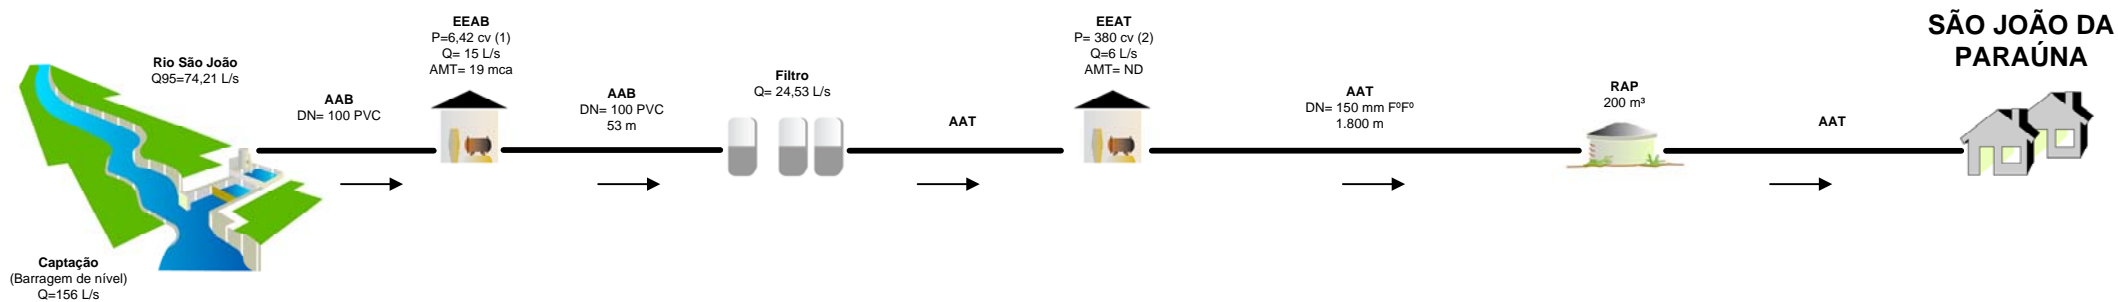 Rio São João
Q95=74,21 L/s
Captação
(Barragem de nível)
Q=156 L/s
AAB
DN= 100 PVC
EEAB
P=6,42 cv (1)
Q= 15 L/s
AMT= 19 mca
AAB
DN= 100 PVC
53 m
Filtro
Q= 24,53 L/s
AAT
EEAT
P= 380 cv (2)
Q=6 L/s
AMT= ND
AAT
DN= 150 mm FºFº
1.800 m
RAP
200 m³
AAT
SÃO JOÃO DA
PARAÚNA